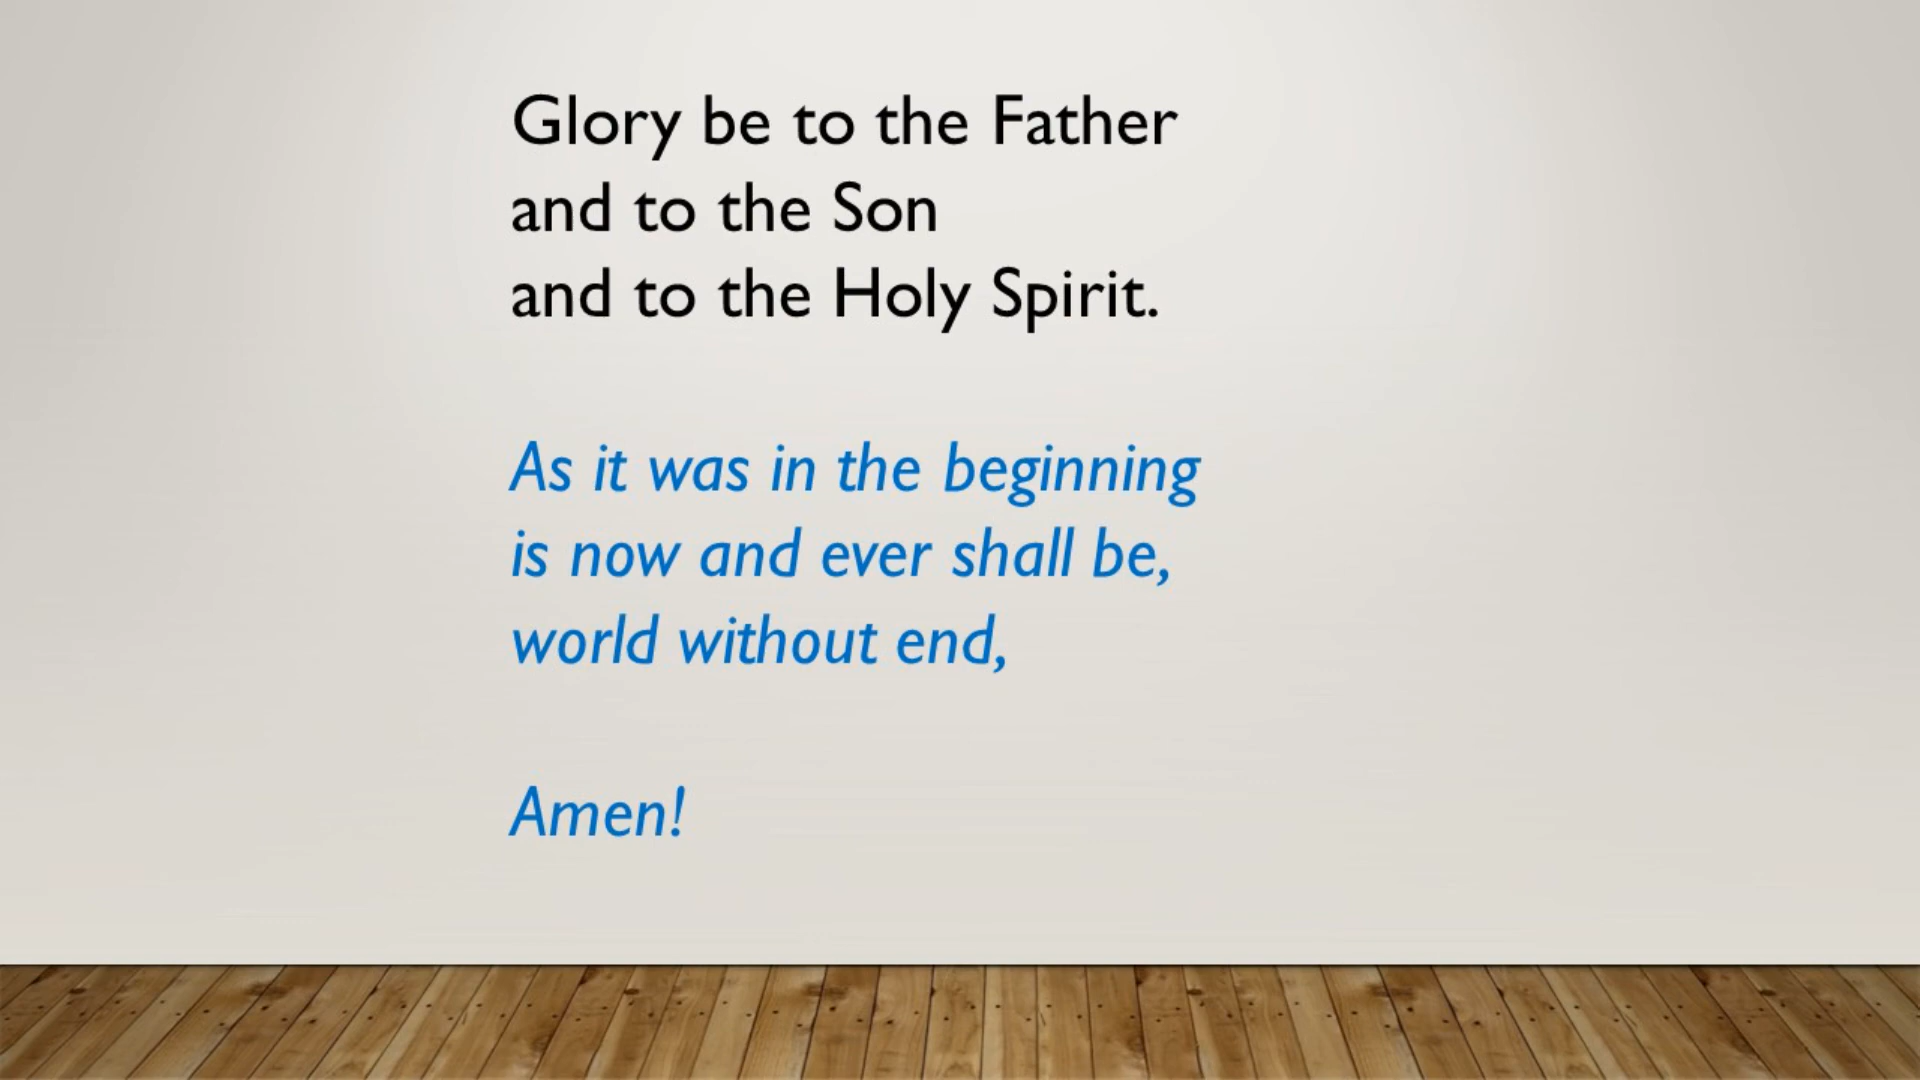 Glory be to the Father
and to the Son
and to the Holy Spirit.
As it was in the beginning
is now and ever shall be,
world without end,
Amen!